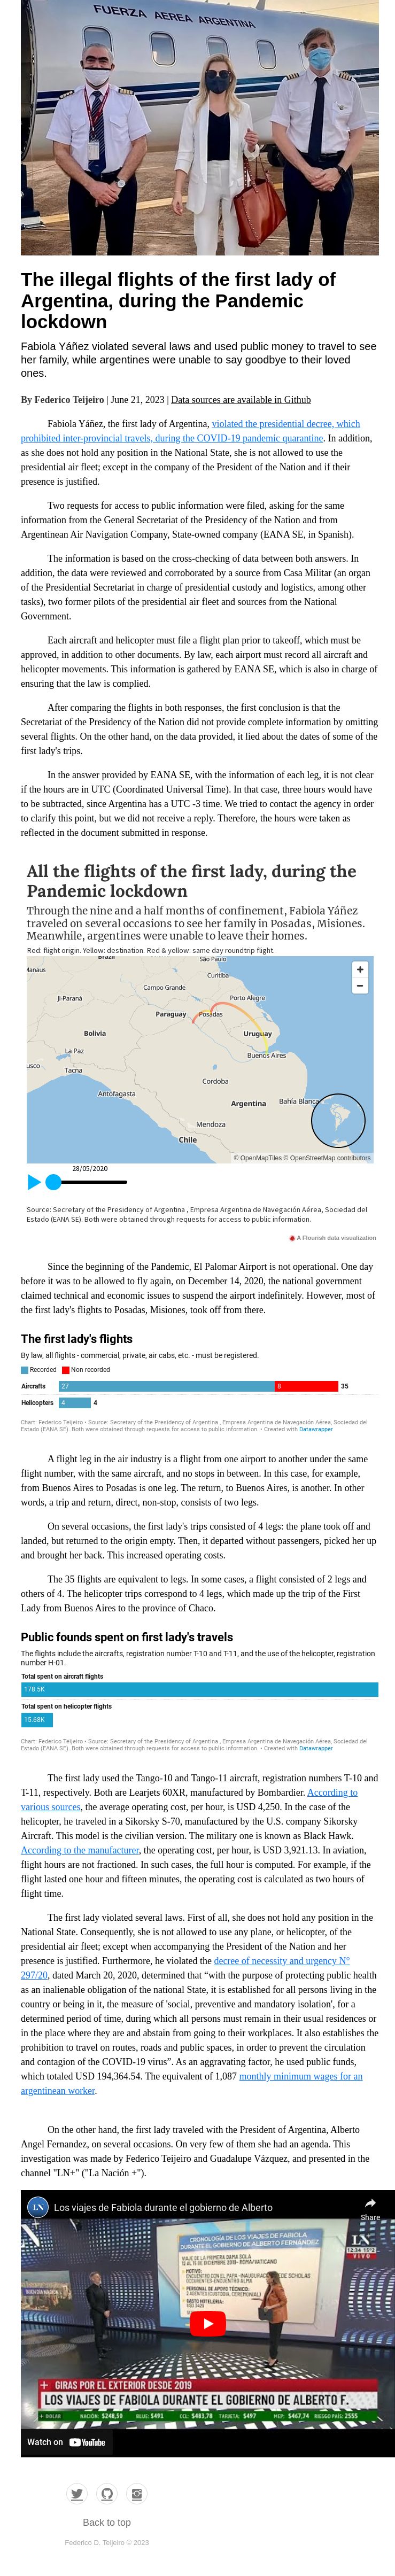 FUERZA AEREA ARGENTINA
The illegal flights of the first lady of
Argentina, during the Pandemic
lockdown
Fabiola Yáñez violated several laws and used public money to travel to see
her family, while argentines were unable to say goodbye to their loved
ones.
By Federico Teijeiro | June 21, 2023 | Data sources are available in Github
Fabiola Yáñez, the first lady of Argentina, violated the presidential decree, which
prohibited inter-provincial travels, during the COVID-19 pandemic quarantine. In addition,
as she does not hold any position in the National State, she is not allowed to use the
presidential air fleet; except in the company of the President of the Nation and if their
presence is justified.
Two requests for access to public information were filed, asking for the same
information from the General Secretariat of the Presidency of the Nation and from
Argentinean Air Navigation Company, State-owned company (EANA SE, in Spanish).
The information is based on the cross-checking of data between both answers. In
addition, the data were reviewed and corroborated by a source from Casa Militar (an organ
of the Presidential Secretariat in charge of presidential custody and logistics, among other
tasks), two former pilots of the presidential air fleet and sources from the National
Government.
Each aircraft and helicopter must file a flight plan prior to takeoff, which must be
approved, in addition to other documents. By law, each airport must record all aircraft and
helicopter movements. This information is gathered by EANA SE, which is also in charge of
ensuring that the law is complied.
After comparing the flights in both responses, the first conclusion is that the
Secretariat of the Presidency of the Nation did not provide complete information by omitting
several flights. On the other hand, on the data provided, it lied about the dates of some of the
first lady's trips.
In the answer provided by EANA SE, with the information of each leg, it is not clear
if the hours are in UTC (Coordinated Universal Time). In that case, three hours would have
to be subtracted, since Argentina has a UTC -3 time. We tried to contact the agency in order
to clarify this point, but we did not receive a reply. Therefore, the hours were taken as
reflected in the document submitted in response.
All the flights of the first lady, during the
Pandemic lockdown
Through the nine and a half months of confinement, Fabiola Yáñez
traveled on several occasions to see her family in Posadas, Misiones.
Meanwhile, argentines were unable to leave their homes.
Red: flight origin. Yellow: destination. Red & yellow: same day roundtrip flight.
Manaus
Brazil
São Paulo
Campo Grande
Curitiba
Ji-Paraná
Porto Alegre
Paraguay
Posadas
Bolivia
Uruguay
La Paz
Buenos Aires
usco
Tacna
Cordoba
Antofagasta
Argentina
Bahía Blanca
Mendoza
Chile
+
−
© OpenMapTiles © OpenStreetMap contributors
28/05/2020
Source: Secretary of the Presidency of Argentina , Empresa Argentina de Navegación Aérea, Sociedad del
Estado (EANA SE). Both were obtained through requests for access to public information.
A Flourish data visualization
Since the beginning of the Pandemic, El Palomar Aiport is not operational. One day
before it was to be allowed to fly again, on December 14, 2020, the national government
claimed technical and economic issues to suspend the airport indefinitely. However, most of
the first lady's flights to Posadas, Misiones, took off from there.
The first lady's flights
By law, all flights - commercial, private, air cabs, etc. - must be registered.
Recorded Non recorded
Aircrafts 27 8 35
Helicopters 4 4
Chart: Federico Teijeiro • Source: Secretary of the Presidency of Argentina , Empresa Argentina de Navegación Aérea, Sociedad del
Estado (EANA SE). Both were obtained through requests for access to public information. • Created with Datawrapper
A flight leg in the air industry is a flight from one airport to another under the same
flight number, with the same aircraft, and no stops in between. In this case, for example,
from Buenos Aires to Posadas is one leg. The return, to Buenos Aires, is another. In other
words, a trip and return, direct, non-stop, consists of two legs.
On several occasions, the first lady's trips consisted of 4 legs: the plane took off and
landed, but returned to the origin empty. Then, it departed without passengers, picked her up
and brought her back. This increased operating costs.
The 35 flights are equivalent to legs. In some cases, a flight consisted of 2 legs and
others of 4. The helicopter trips correspond to 4 legs, which made up the trip of the First
Lady from Buenos Aires to the province of Chaco.
Public founds spent on first lady's travels
The flights include the aircrafts, registration number T-10 and T-11, and the use of the helicopter, registration
number H-01.
Total spent on aircraft flights
178.5K
Total spent on helicopter flights
15.68K
Chart: Federico Teijeiro • Source: Secretary of the Presidency of Argentina , Empresa Argentina de Navegación Aérea, Sociedad del
Estado (EANA SE). Both were obtained through requests for access to public information. • Created with Datawrapper
The first lady used the Tango-10 and Tango-11 aircraft, registration numbers T-10 and
T-11, respectively. Both are Learjets 60XR, manufactured by Bombardier. According to
various sources, the average operating cost, per hour, is USD 4,250. In the case of the
helicopter, he traveled in a Sikorsky S-70, manufactured by the U.S. company Sikorsky
Aircraft. This model is a civilian version. The military one is known as Black Hawk.
According to the manufacturer, the operating cost, per hour, is USD 3,921.13. In aviation,
flight hours are not factioned. In such cases, the full hour is computed. For example, if the
flight lasted one hour and fifteen minutes, the operating cost is calculated as two hours of
flight time.
The first lady violated several laws. First of all, she does not hold any position in the
National State. Consequently, she is not allowed to use any plane, or helicopter, of the
presidential air fleet; except when accompanying the President of the Nation and her
presence is justified. Furthermore, he violated the decree of necessity and urgency N°
297/20, dated March 20, 2020, determined that “with the purpose of protecting public health
as an inalienable obligation of the national State, it is established for all persons living in the
country or being in it, the measure of 'social, preventive and mandatory isolation', for a
determined period of time, during which all persons must remain in their usual residences or
in the place where they are and abstain from going to their workplaces. It also establishes the
prohibition to travel on routes, roads and public spaces, in order to prevent the circulation
and contagion of the COVID-19 virus”. As an aggravating factor, he used public funds,
which totaled USD 194,364.54. The equivalent of 1,087 monthly minimum wages for an
argentinean worker.
On the other hand, the first lady traveled with the President of Argentina, Alberto
Angel Fernandez, on several occasions. On very few of them she had an agenda. This
investigation was made by Federico Teijeiro and Guadalupe Vázquez, and presented in the
channel "LN+" ("La Nación +").
LN Los viajes de Fabiola durante el gobierno de Alberto
Share
CRONOLOGÍA DE LOS VIAJES DE FABIOLA
DURANTE EL GOBIERNO DE ALBERTO FERNÁNDEZ
LN
12:34 15°2
VIVO
GIRAS POR EL EXTERIOR DESDE 2019
LOS VIAJES DE FABIOLA DURANTE EL GOBIERNO DE ALBERTO F.
DOLAR NACIÓN: $248,50 BLUE: $491 CCL: $483,78 TARJETA: $497 MEP: $467,74 RIESGO PAÍS: 2555
Watch on YouTube
Back to top
Federico D. Teijeiro © 2023